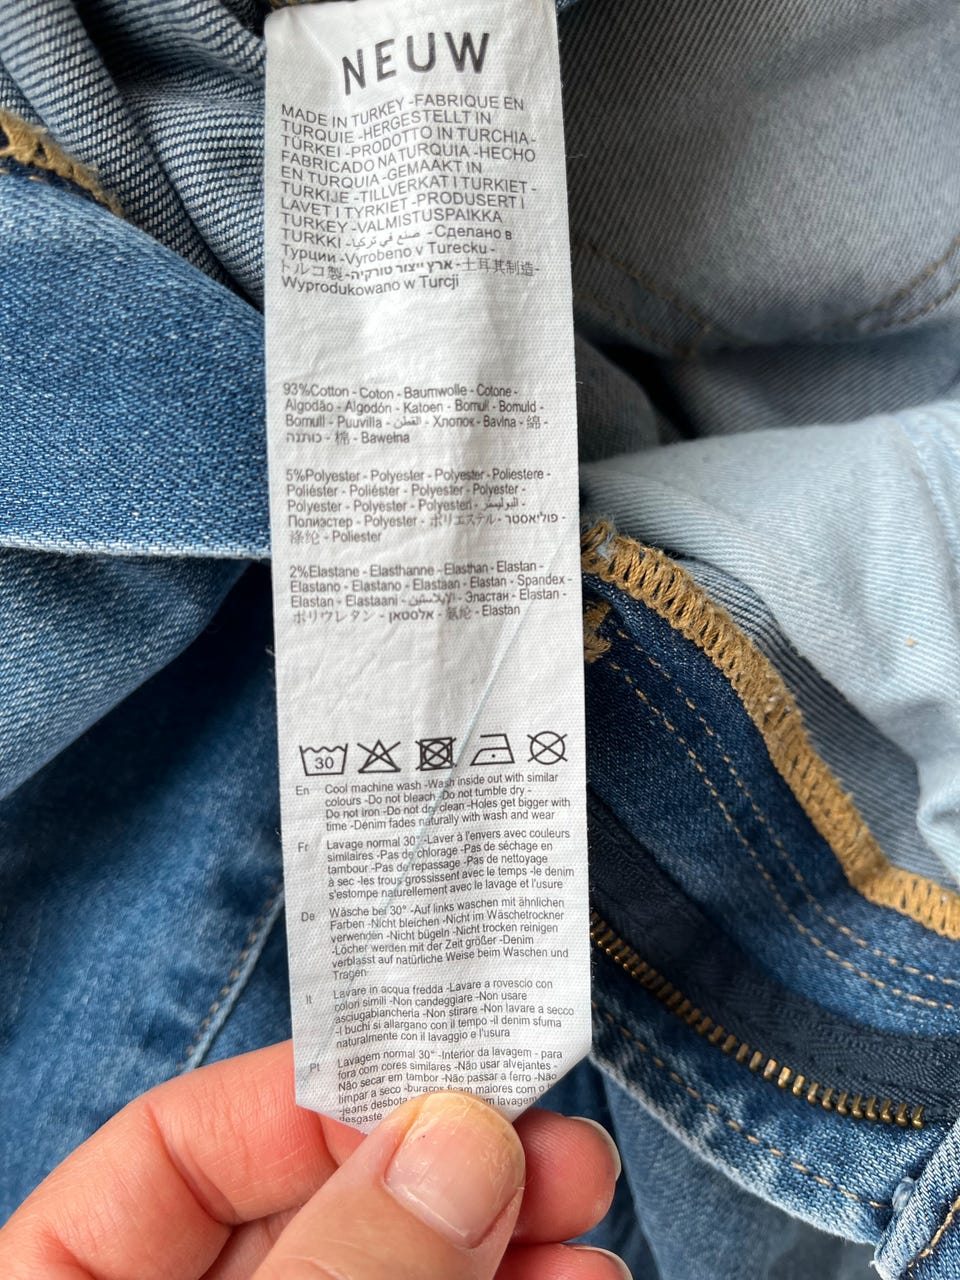 NEUW
MADE IN TURKEY -FABRIQUE EN
TURQUIE -HERGESTELLT IN
TÜRKEI -PRODOTTO IN TURCHIA-
FABRICADO NA TURQUIA -HECHO
EN TURQUIA -GEMAAKT IN
TURKIJE -TILLVERKAT I TURKIET -
LAVET I TYRKIET -PRODUSERT I
TURKEY -VALMISTUSPAIKKA
TURKKI - صنع في تركيا - Сделано в
Турции -Vyrobeno v Turecku -
トルコ製 -ארץ ייצור טורקיה- 土耳其制造-
Wyprodukowano w Turcji
93%Cotton - Coton - Baumwolle - Cotone -
Algodão - Algodón - Katoen - Bomull - Bomuld -
Bomull - Puuvilla - القطن - Хлопок - Bavlna - 綿 -
כותנה - 棉 - Bawełna
5%Polyester - Polyester - Polyester - Poliestere -
Poliéster - Poliéster - Polyester - Polyester -
Polyester - Polyester - Polyesteri - البوليستر -
Полиэстер - Polyester - ポリエステル - פוליאסטר -
涤纶 - Poliester
2%Elastane - Elasthanne - Elasthan - Elastan -
Elastano - Elastano - Elastaan - Elastan - Spandex -
Elastan - Elastaani - الإيلاستين - Эластан - Elastan -
ポリウレタン - אלסטאן - 氨纶 - Elastan
30
En Cool machine wash -Wash inside out with similar
colours -Do not bleach -Do not tumble dry -
Do not iron -Do not dry clean -Holes get bigger with
time -Denim fades naturally with wash and wear
Fr Lavage normal 30° -Laver à l'envers avec couleurs
similaires -Pas de chlorage -Pas de séchage en
tambour -Pas de repassage -Pas de nettoyage
à sec -les trous grossissent avec le temps -le denim
s'estompe naturellement avec le lavage et l'usure
De Wäsche bei 30° -Auf links waschen mit ähnlichen
Farben -Nicht bleichen -Nicht im Wäschetrockner
verwenden -Nicht bügeln -Nicht trocken reinigen
-Löcher werden mit der Zeit größer -Denim
verblasst auf natürliche Weise beim Waschen und
Tragen
It Lavare in acqua fredda -Lavare a rovescio con
colori simili -Non candeggiare -Non usare
asciugabiancheria -Non stirare -Non lavare a secco
-I buchi si allargano con il tempo -il denim sfuma
naturalmente con il lavaggio e l'usura
Pt Lavagem normal 30° -Interior da lavagem - para
fora com cores similares -Não usar alvejantes -
Não secar em tambor -Não passar a ferro -Não
limpar a seco -buracos ficam maiores com o
-jeans desbota em lavagem
desgaste